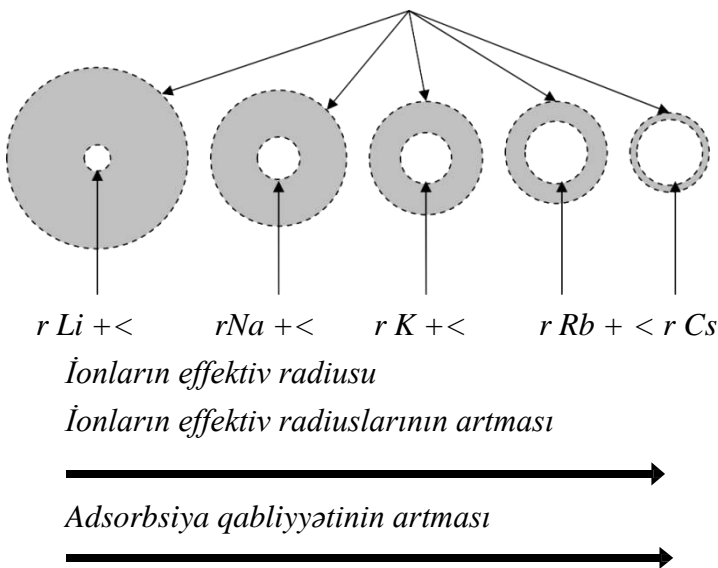 r Li +< rNa +< r K +< r Rb + < r Cs
İonların effektiv radiusu
İonların effektiv radiuslarının artması
Adsorbsiya qabliyyətinin artması